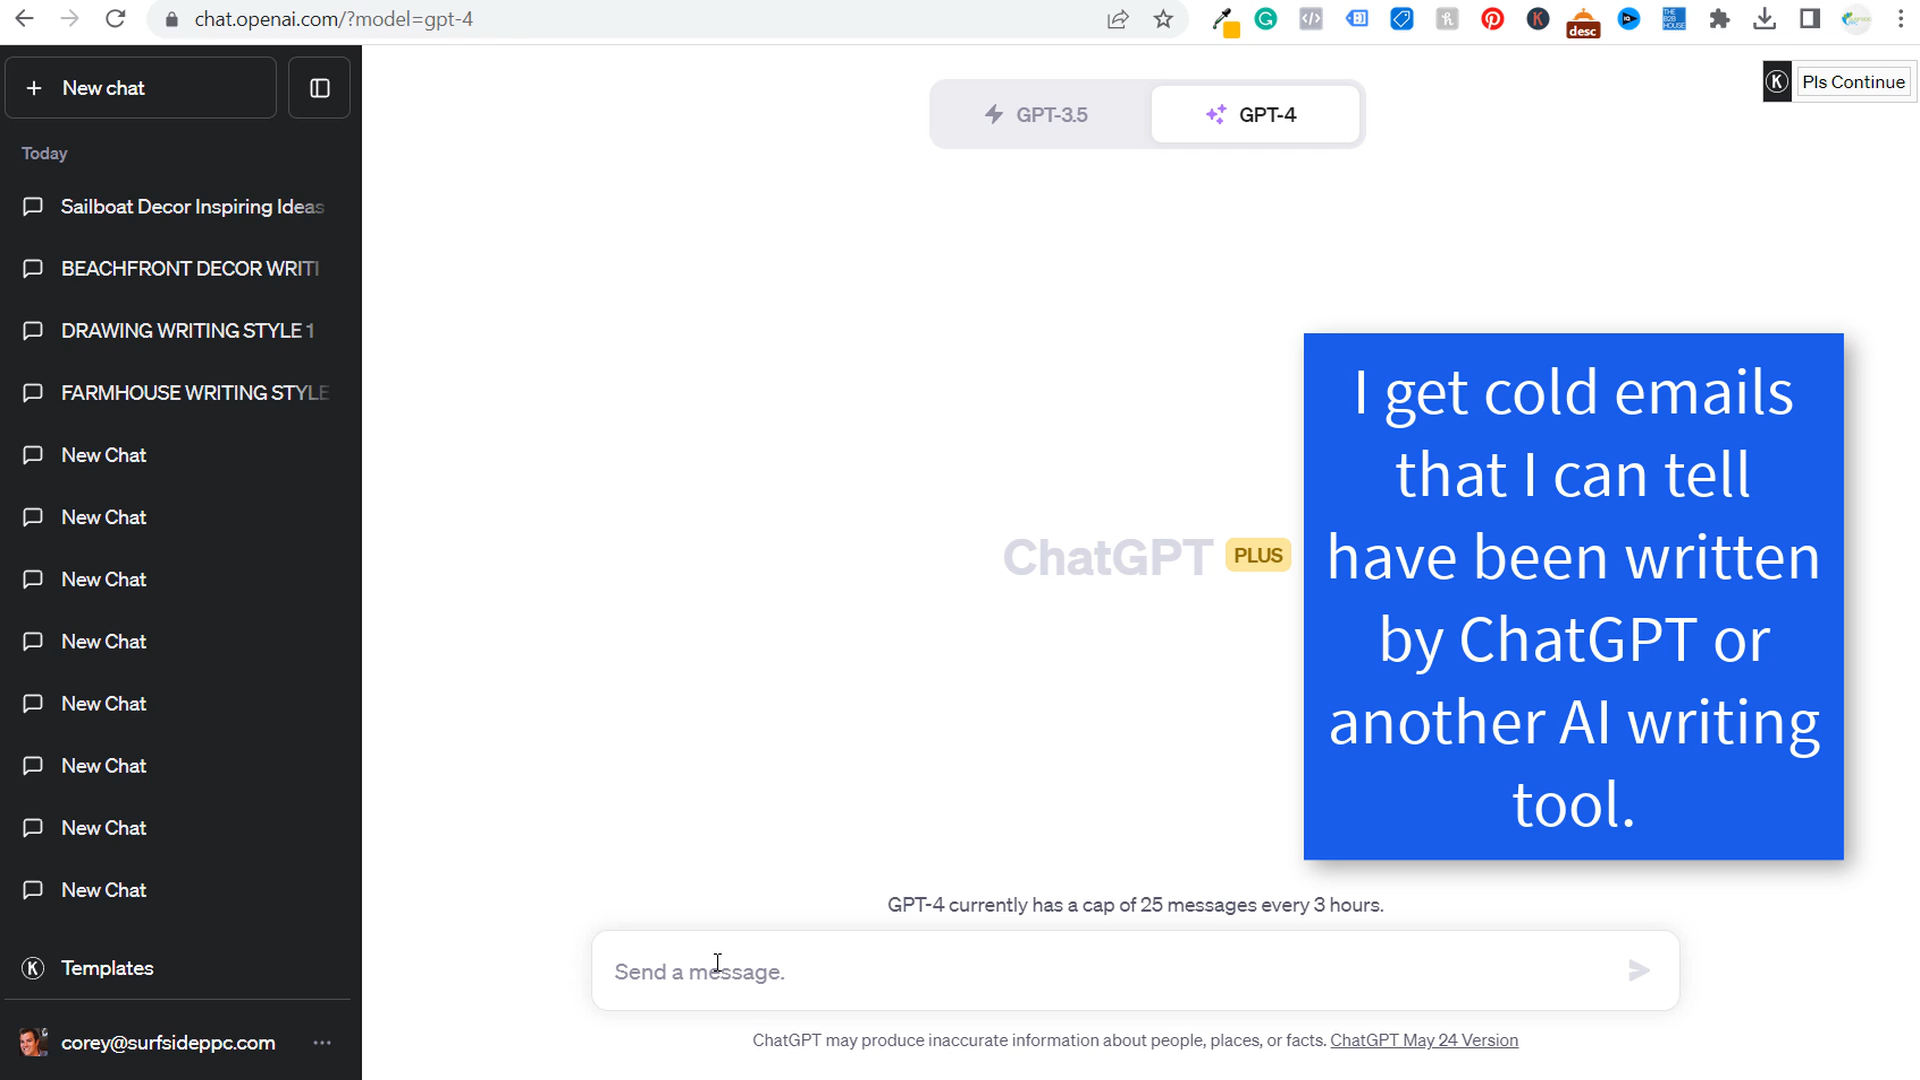 chat.openai.com/?model=gpt-4
desc
THE B2B HOUSE
New chat
Pls Continue
GPT-3.5
GPT-4
Today
Sailboat Decor Inspiring Ideas
BEACHFRONT DECOR WRITI
DRAWING WRITING STYLE 1
FARMHOUSE WRITING STYLE
New Chat
New Chat
New Chat
New Chat
New Chat
New Chat
New Chat
New Chat
Templates
corey@surfsideppc.com
ChatGPT PLUS
I get cold emails
that I can tell
have been written
by ChatGPT or
another AI writing
tool.
GPT-4 currently has a cap of 25 messages every 3 hours.
Send a message.
ChatGPT may produce inaccurate information about people, places, or facts. ChatGPT May 24 Version